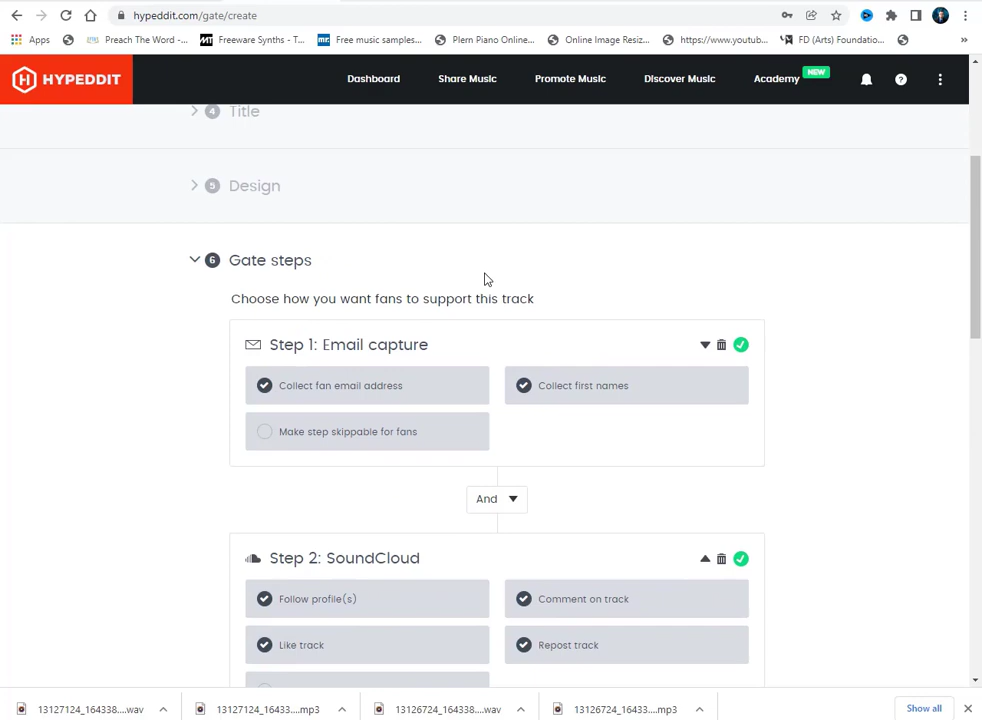 hypeddit.com/gate/create
Apps
Preach The Word -...
Freeware Synths - T...
mr.
Free music samples...
Plern Piano Online...
Online Image Resiz...
https://www.youtub...
FD (Arts) Foundatio...
»
HYPEDDIT
Dashboard
Share Music
Promote Music
Discover Music
Academy
NEW
4 Title
5 Design
6 Gate steps
Choose how you want fans to support this track
Step 1: Email capture
Collect fan email address
Collect first names
Make step skippable for fans
And
Step 2: SoundCloud
Follow profile(s)
Comment on track
Like track
Repost track
13127124_164338....wav
13127124_16433....mp3
13126724_164338....wav
13126724_16433....mp3
Show all